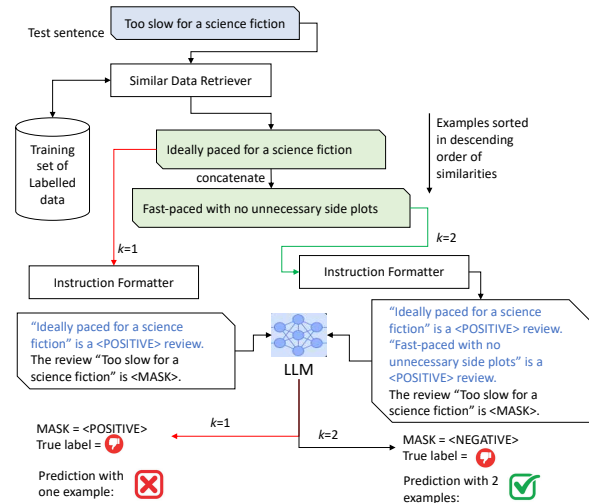 Test sentence
Too slow for a science fiction
Similar Data Retriever
Training
set of
Labelled
data
Ideally paced for a science fiction
concatenate
Fast-paced with no unnecessary side plots
Examples sorted
in descending
order of
similarities
k=1
k=2
Instruction Formatter
Instruction Formatter
“Ideally paced for a science
fiction” is a <POSITIVE> review.
The review “Too slow for a
science fiction” is <MASK>.
LLM
“Ideally paced for a science
fiction” is a <POSITIVE> review.
“Fast-paced with no
unnecessary side plots” is a
<POSITIVE> review.
The review “Too slow for a
science fiction” is <MASK>.
k=1
k=2
MASK = <POSITIVE>
True label =
Prediction with
one example:
MASK = <NEGATIVE>
True label =
Prediction with 2
examples: